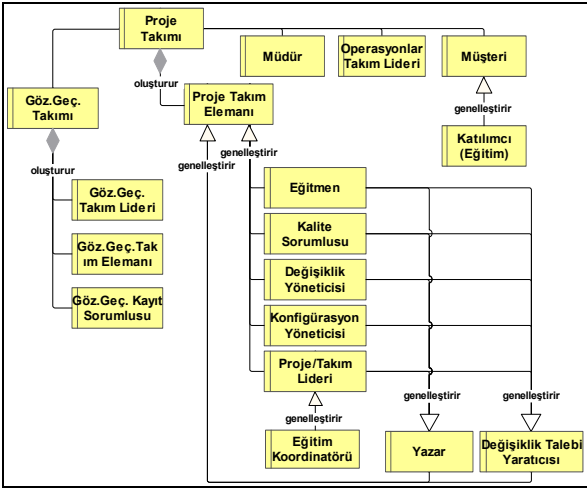 Proje
Takımı
Müdür
Operasyonlar
Takım Lideri
Müşteri
oluşturur
Göz.Geç.
Takımı
Proje Takım
Elemanı
genelleştirir
Katılımcı
(Eğitim)
genelleştirir
genelleştirir
oluşturur
Göz.Geç.
Takım Lideri
Göz.Geç.Tak
ım Elemanı
Göz.Geç. Kayıt
Sorumlusu
Eğitmen
Kalite
Sorumlusu
Değişiklik
Yöneticisi
Konfigürasyon
Yöneticisi
Proje/Takım
Lideri
genelleştirir
genelleştirir
genelleştirir
Eğitim
Koordinatörü
Yazar
Değişiklik Talebi
Yaratıcısı